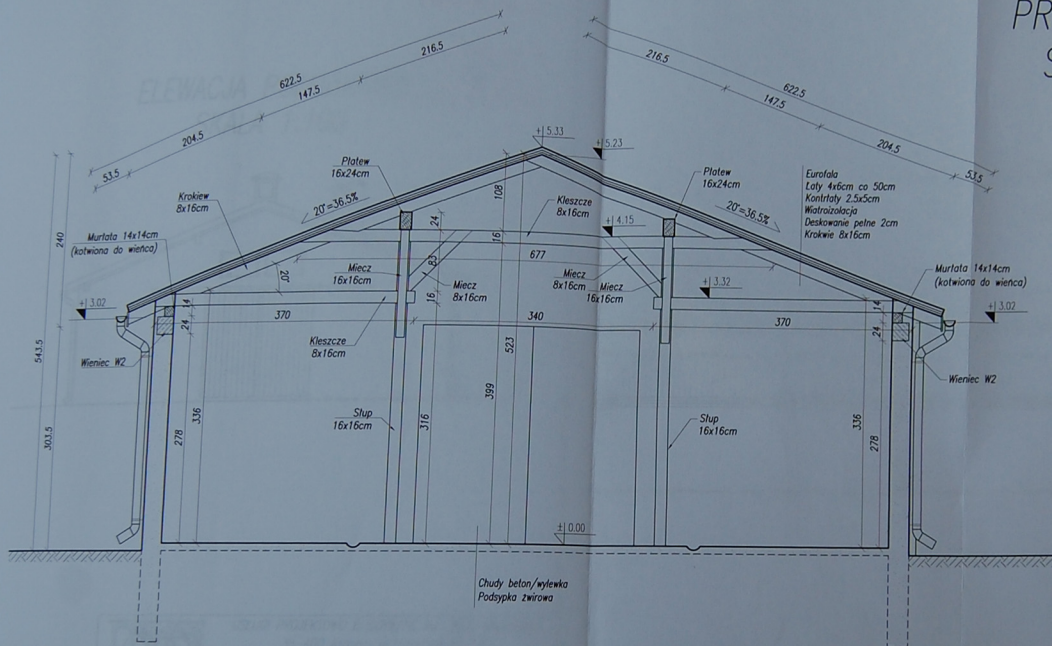 PR
S
216.5
622.5
147.5
204.5
53.5
216.5
622.5
147.5
204.5
53.5
+ 5.33
+ 5.23
Płatew
16x24cm
Płatew
16x24cm
Krokiew
8x16cm
20°=36.5%
20°=36.5%
Eurofala
Łaty 4x6cm co 50cm
Kontrłaty 2.5x5cm
Wiatroizolacja
Deskowanie pełne 2cm
Krokwie 8x16cm
108
Kleszcze
8x16cm
24
+ 4.15
16
Murłata 14x14cm
(kotwiona do wieńca)
240
677
83
20°
Miecz
16x16cm
Miecz
8x16cm
Miecz
8x16cm
Miecz
16x16cm
Murłata 14x14cm
(kotwiona do wieńca)
+ 3.32
+ 3.02
+ 3.02
14
24
370
16
340
370
14
24
Kleszcze
8x16cm
Wieniec W2
Wieniec W2
543.5
523
399
336
316
Słup
16x16cm
Słup
16x16cm
336
278
278
303.5
± 0.00
Chudy beton/wylewka
Podsypka żwirowa